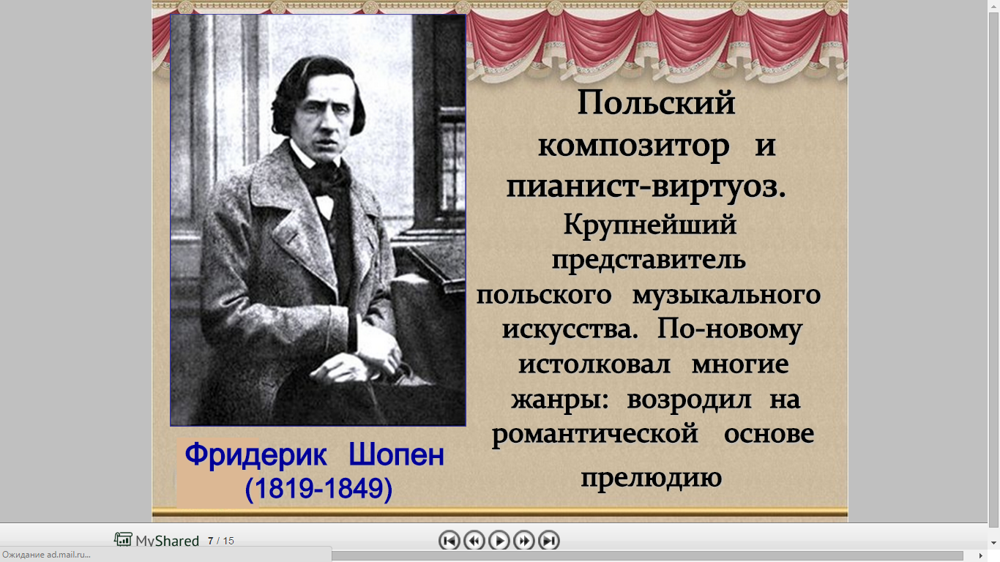 Польский
композитор и
пианист-виртуоз.
Крупнейший
представитель
польского музыкального
искусства. По-новому
истолковал многие
жанры: возродил на
романтической основе
прелюдию
Фридерик Шопен
(1819-1849)
MyShared 7 / 15
Ожидание ad.mail.ru...